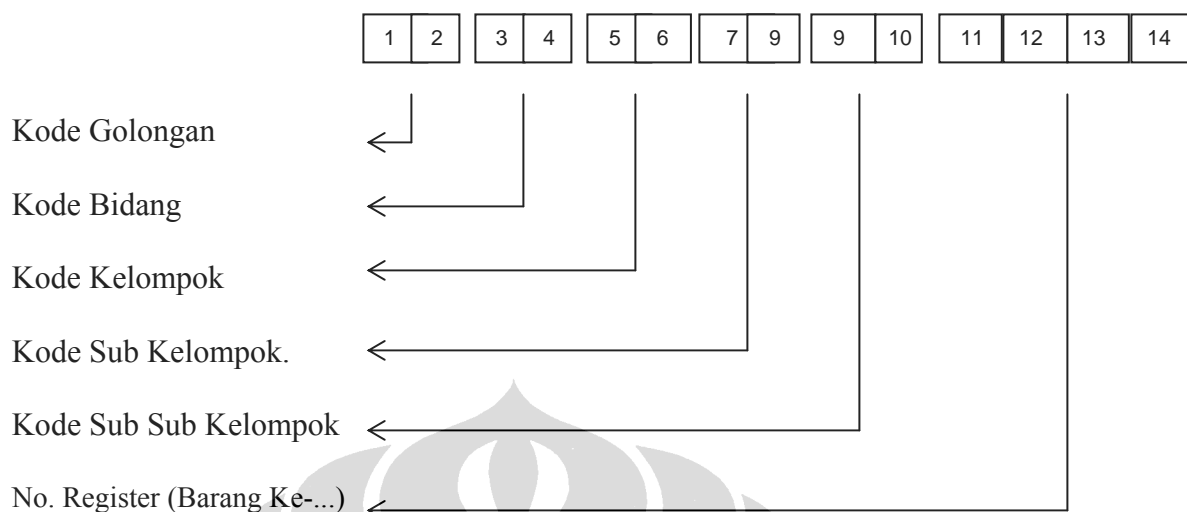 1 2 3 4 5 6 7 9 9 10 11 12 13 14
Kode Golongan
Kode Bidang
Kode Kelompok
Kode Sub Kelompok.
Kode Sub Sub Kelompok
No. Register (Barang Ke-...)